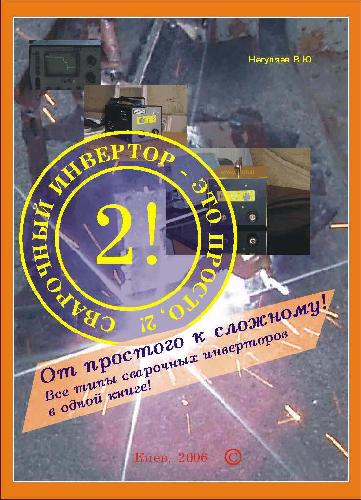 Негуляев В.Ю.
СВАРОЧНЫЙ ИНВЕРТОР - ЭТО ПРОСТО, 2!
2!
От простого к сложному!
Все типы сварочных инверторов
в одной книге!
Киев, 2006 ©